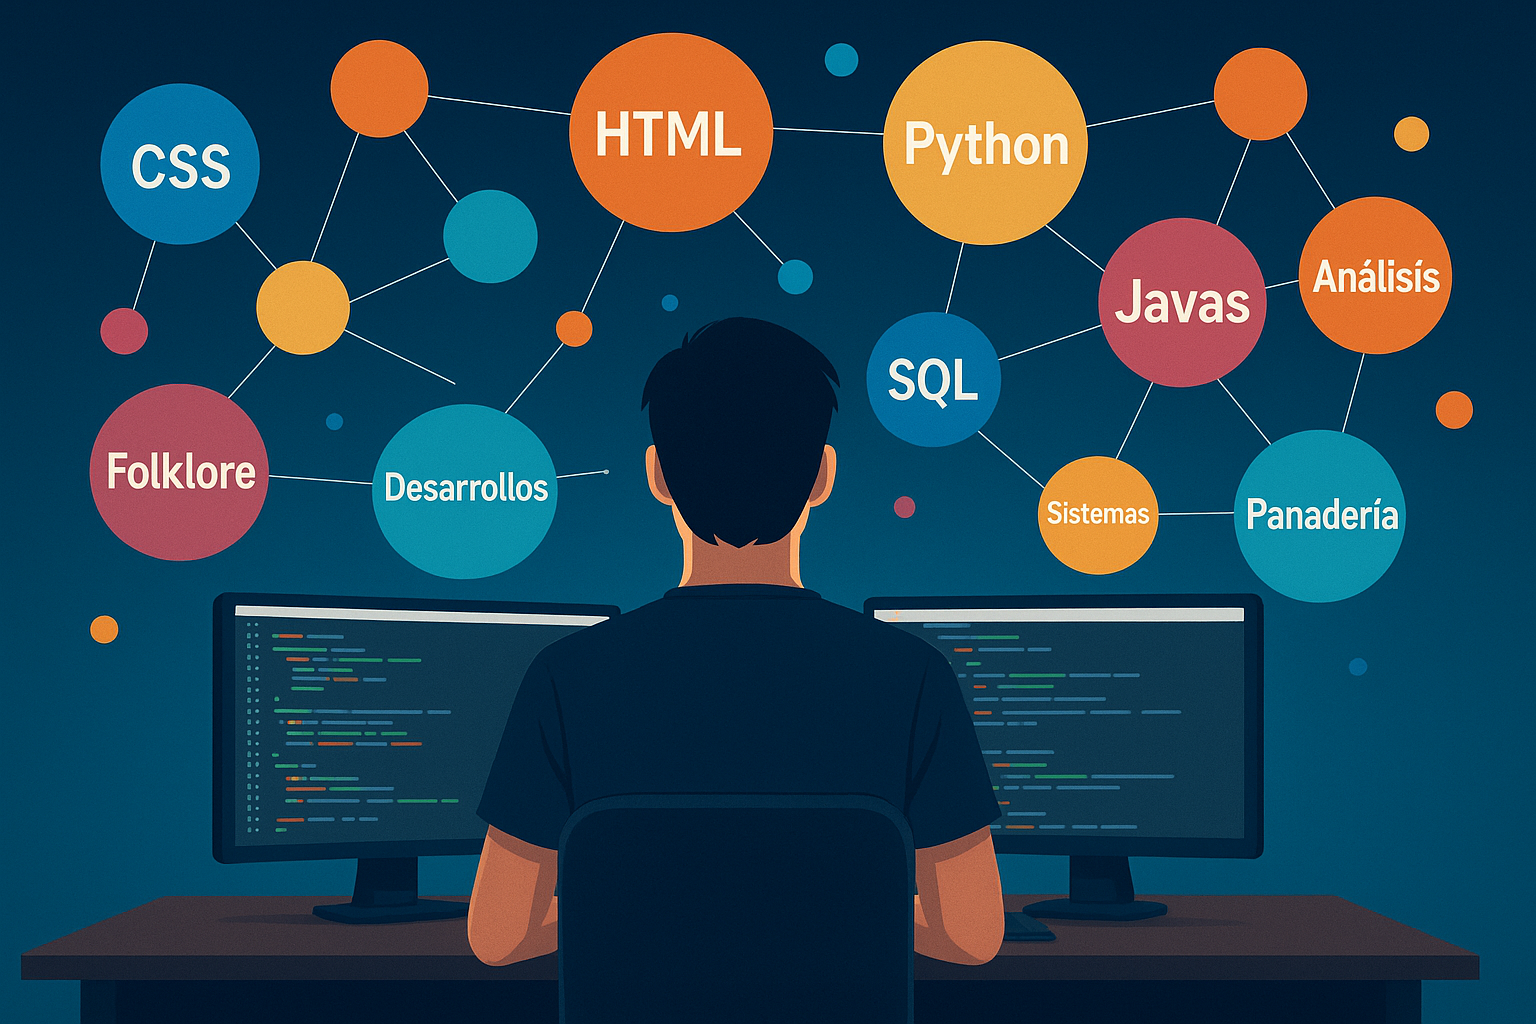 CSS
HTML
Python
Javas
Análisís
SQL
Folklore
Desarrollos
Sistemas
Panadería